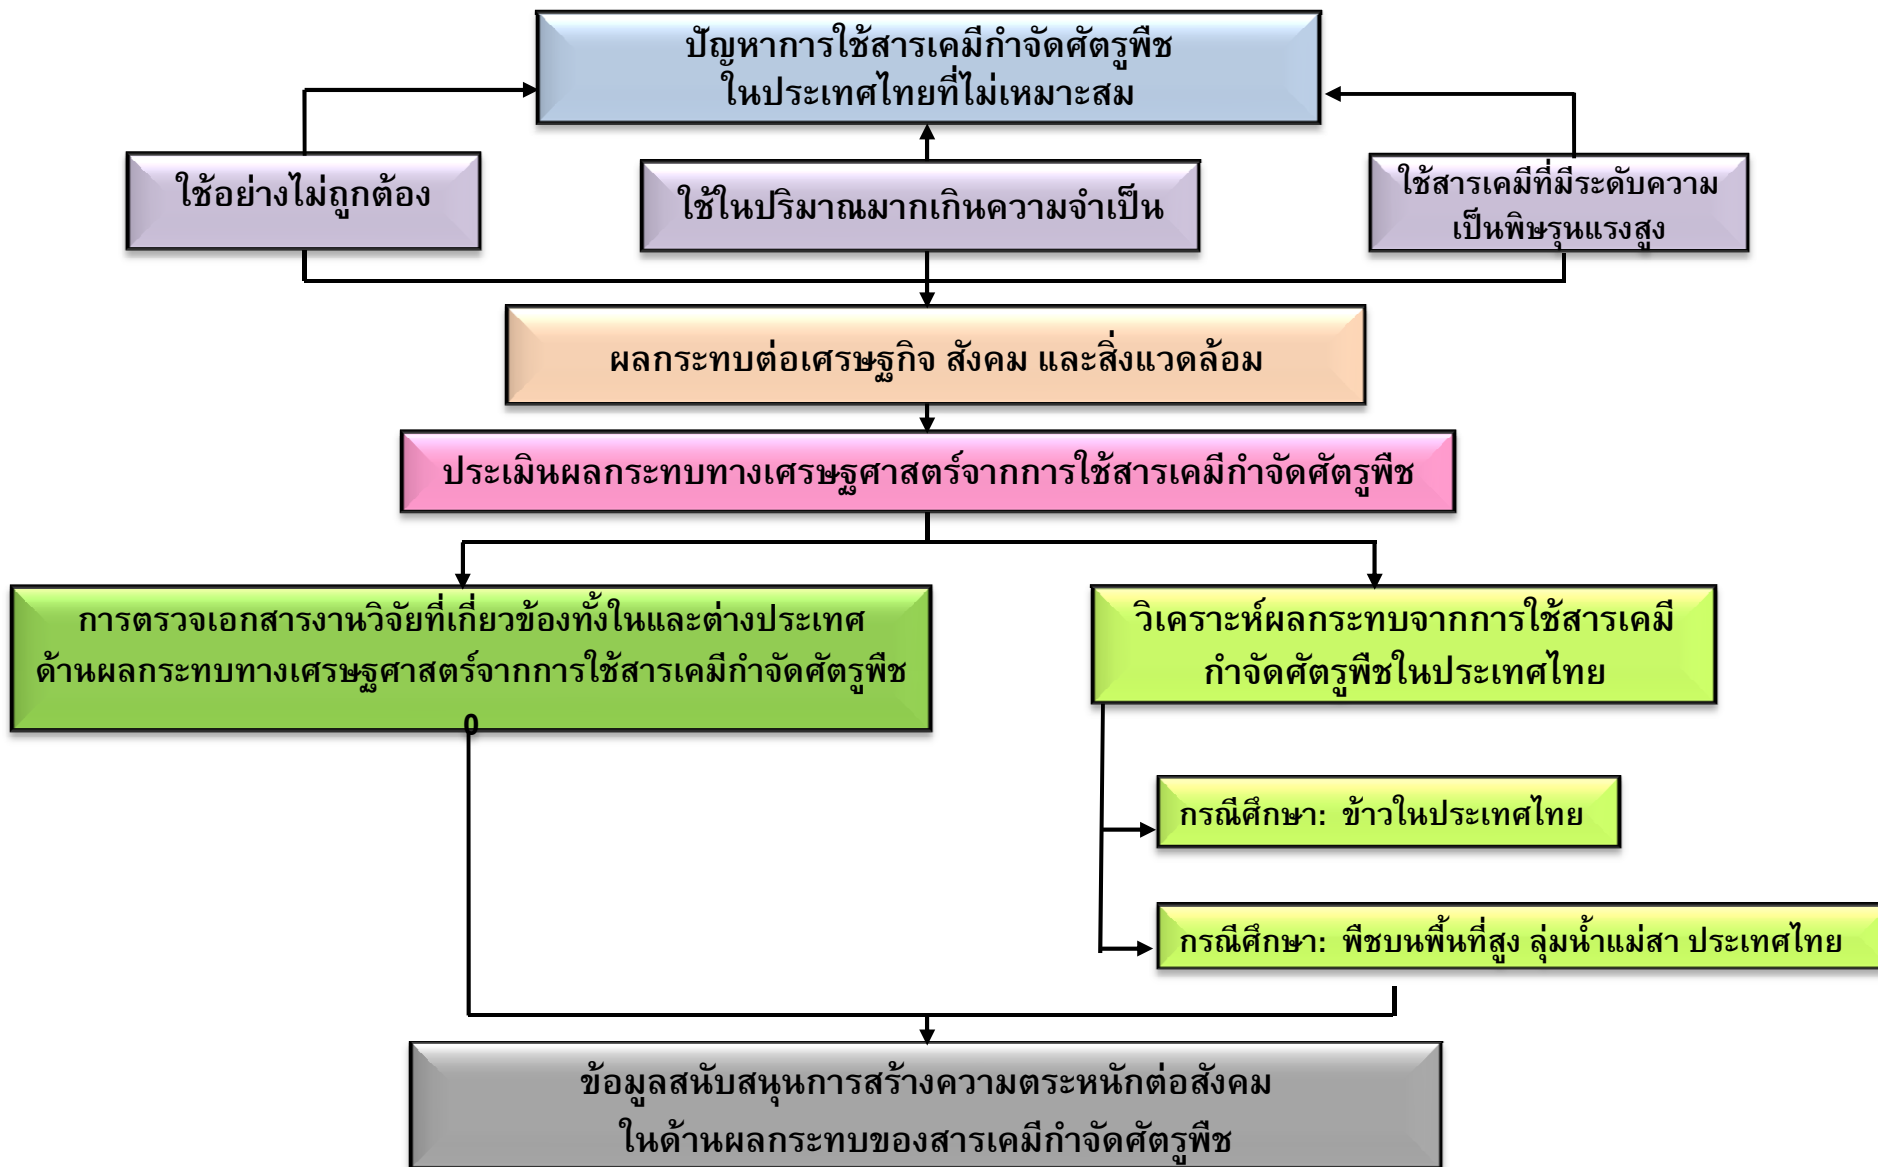 ปัญหาการใช้สารเคมีกำจัดศัตรูพืช
ในประเทศไทยที่ไม่เหมาะสม
ใช้อย่างไม่ถูกต้อง
ใช้ในปริมาณมากเกินความจำเป็น
ใช้สารเคมีที่มีระดับความ
เป็นพิษรุนแรงสูง
ผลกระทบต่อเศรษฐกิจ สังคม และสิ่งแวดล้อม
ประเมินผลกระทบทางเศรษฐศาสตร์จากการใช้สารเคมีกำจัดศัตรูพืช
การตรวจเอกสารงานวิจัยที่เกี่ยวข้องทั้งในและต่างประเทศ
ด้านผลกระทบทางเศรษฐศาสตร์จากการใช้สารเคมีกำจัดศัตรูพืช
0
วิเคราะห์ผลกระทบจากการใช้สารเคมี
กำจัดศัตรูพืชในประเทศไทย
กรณีศึกษา: ข้าวในประเทศไทย
กรณีศึกษา: พืชบนพื้นที่สูง ลุ่มน้ำแม่สา ประเทศไทย
ข้อมูลสนับสนุนการสร้างความตระหนักต่อสังคม
ในด้านผลกระทบของสารเคมีกำจัดศัตรูพืช